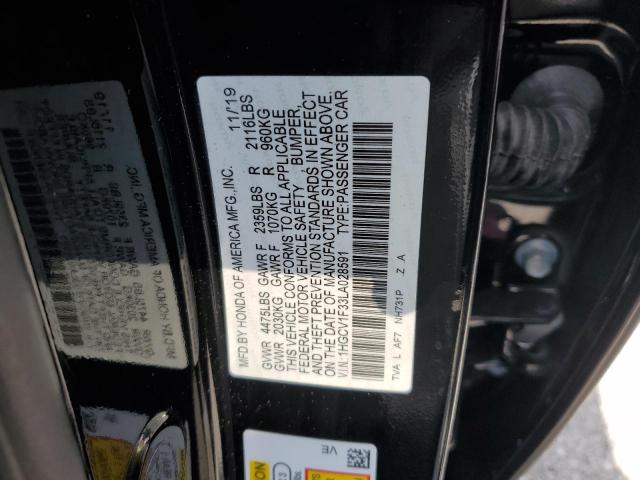 MFD.BY HONDA OF AMERICA MFG.,INC. 11/19
GVWR 4475LBS GAWR F 2359LBS R 2116LBS
GVWR 2030KG GAWR F 1070KG R 960KG
THIS VEHICLE CONFORMS TO ALL APPLICABLE
FEDERAL MOTOR VEHICLE SAFETY, BUMPER,
AND THEFT PREVENTION STANDARDS IN EFFECT
ON THE DATE OF MANUFACTURE SHOWN ABOVE.
V.I.N.:1HGCV1F33LA028591 TYPE:PASSENGER CAR
TVA L AF7 NH731P Z A